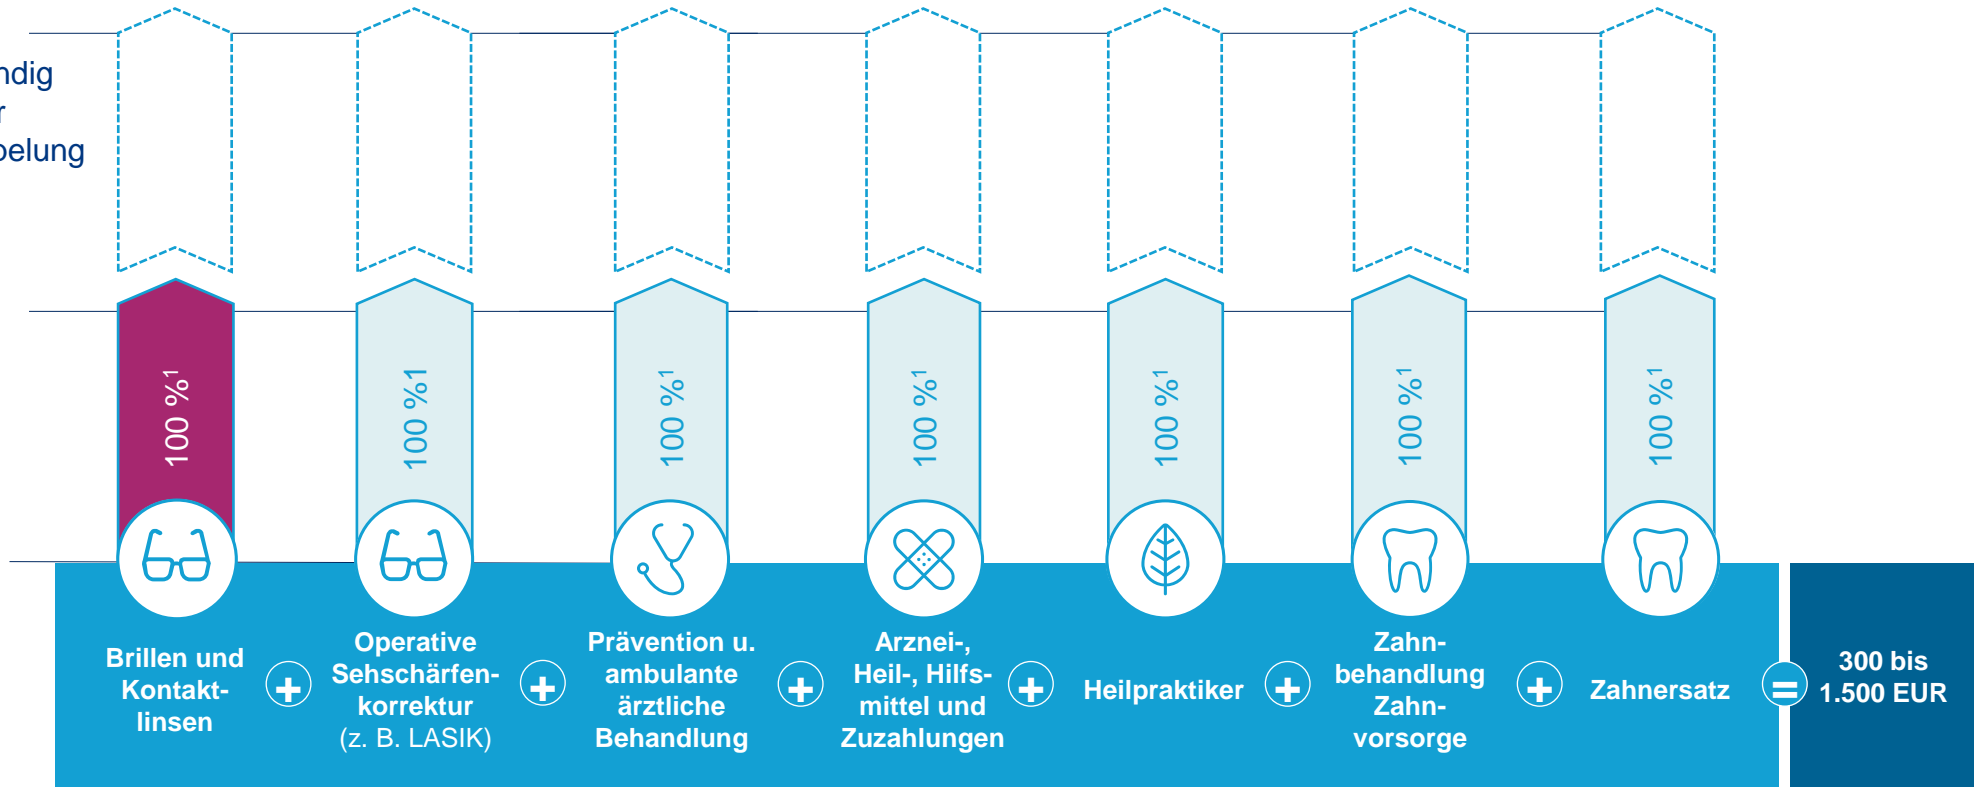 ndig
r
pelung
100 %¹
100 %1
100 %¹
100 %¹
100 %¹
100 %¹
100 %¹
Brillen und
Kontakt-
linsen
+
Operative
Sehschärfen-
korrektur
(z. B. LASIK)
+
Prävention u.
ambulante
ärztliche
Behandlung
+
Arznei-,
Heil-, Hilfs-
mittel und
Zuzahlungen
+
Heilpraktiker
+
Zahn-
behandlung
Zahn-
vorsorge
+
Zahnersatz
=
300 bis
1.500 EUR